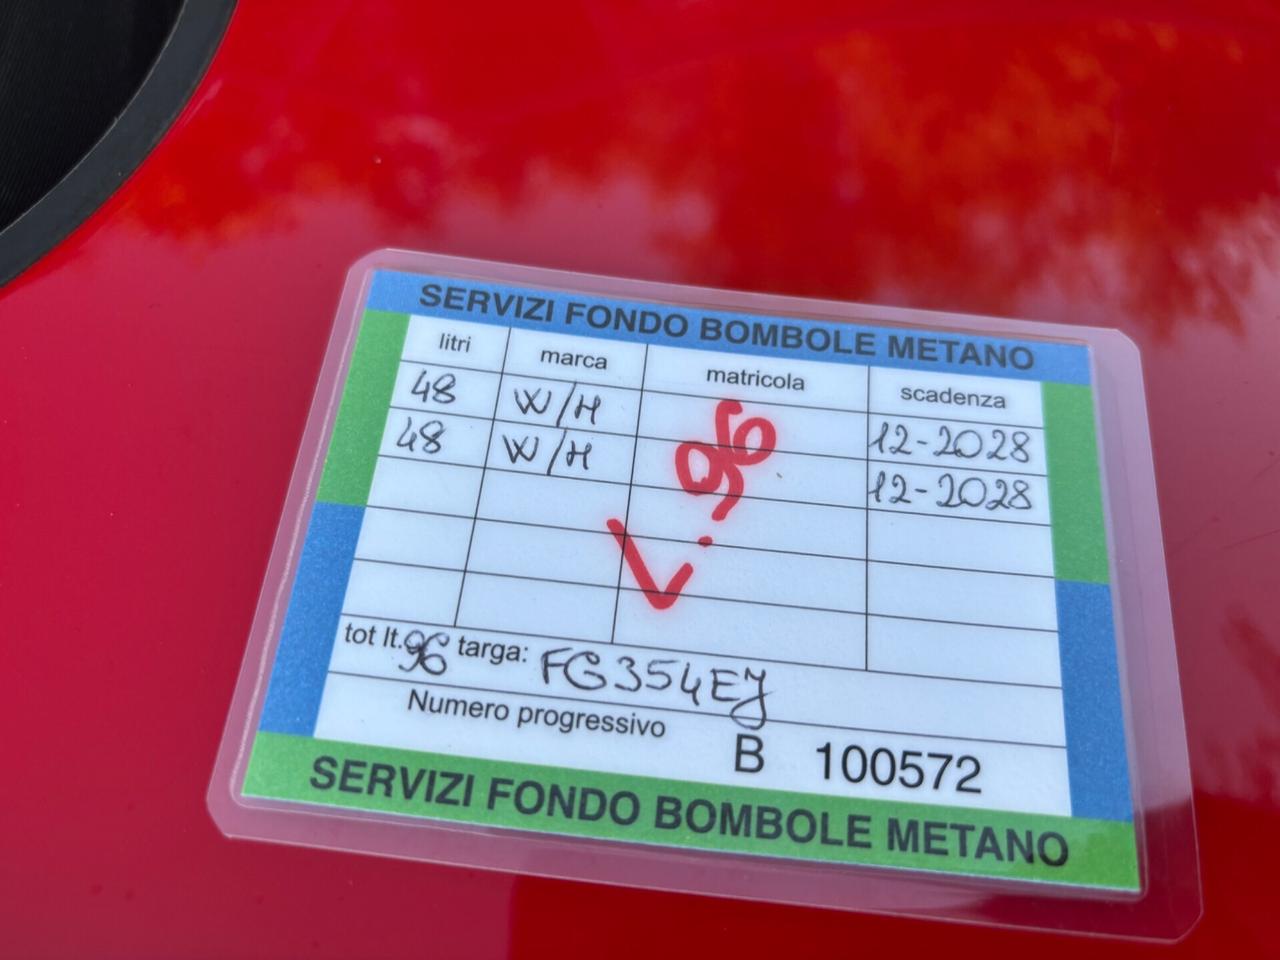 SERVIZI FONDO BOMBOLE METANO
litri marca matricola scadenza
48 W/H 12-2028
48 W/H 12-2028
L. 96
tot lt. 96 targa: FG354EJ
Numero progressivo B 100572
SERVIZI FONDO BOMBOLE METANO